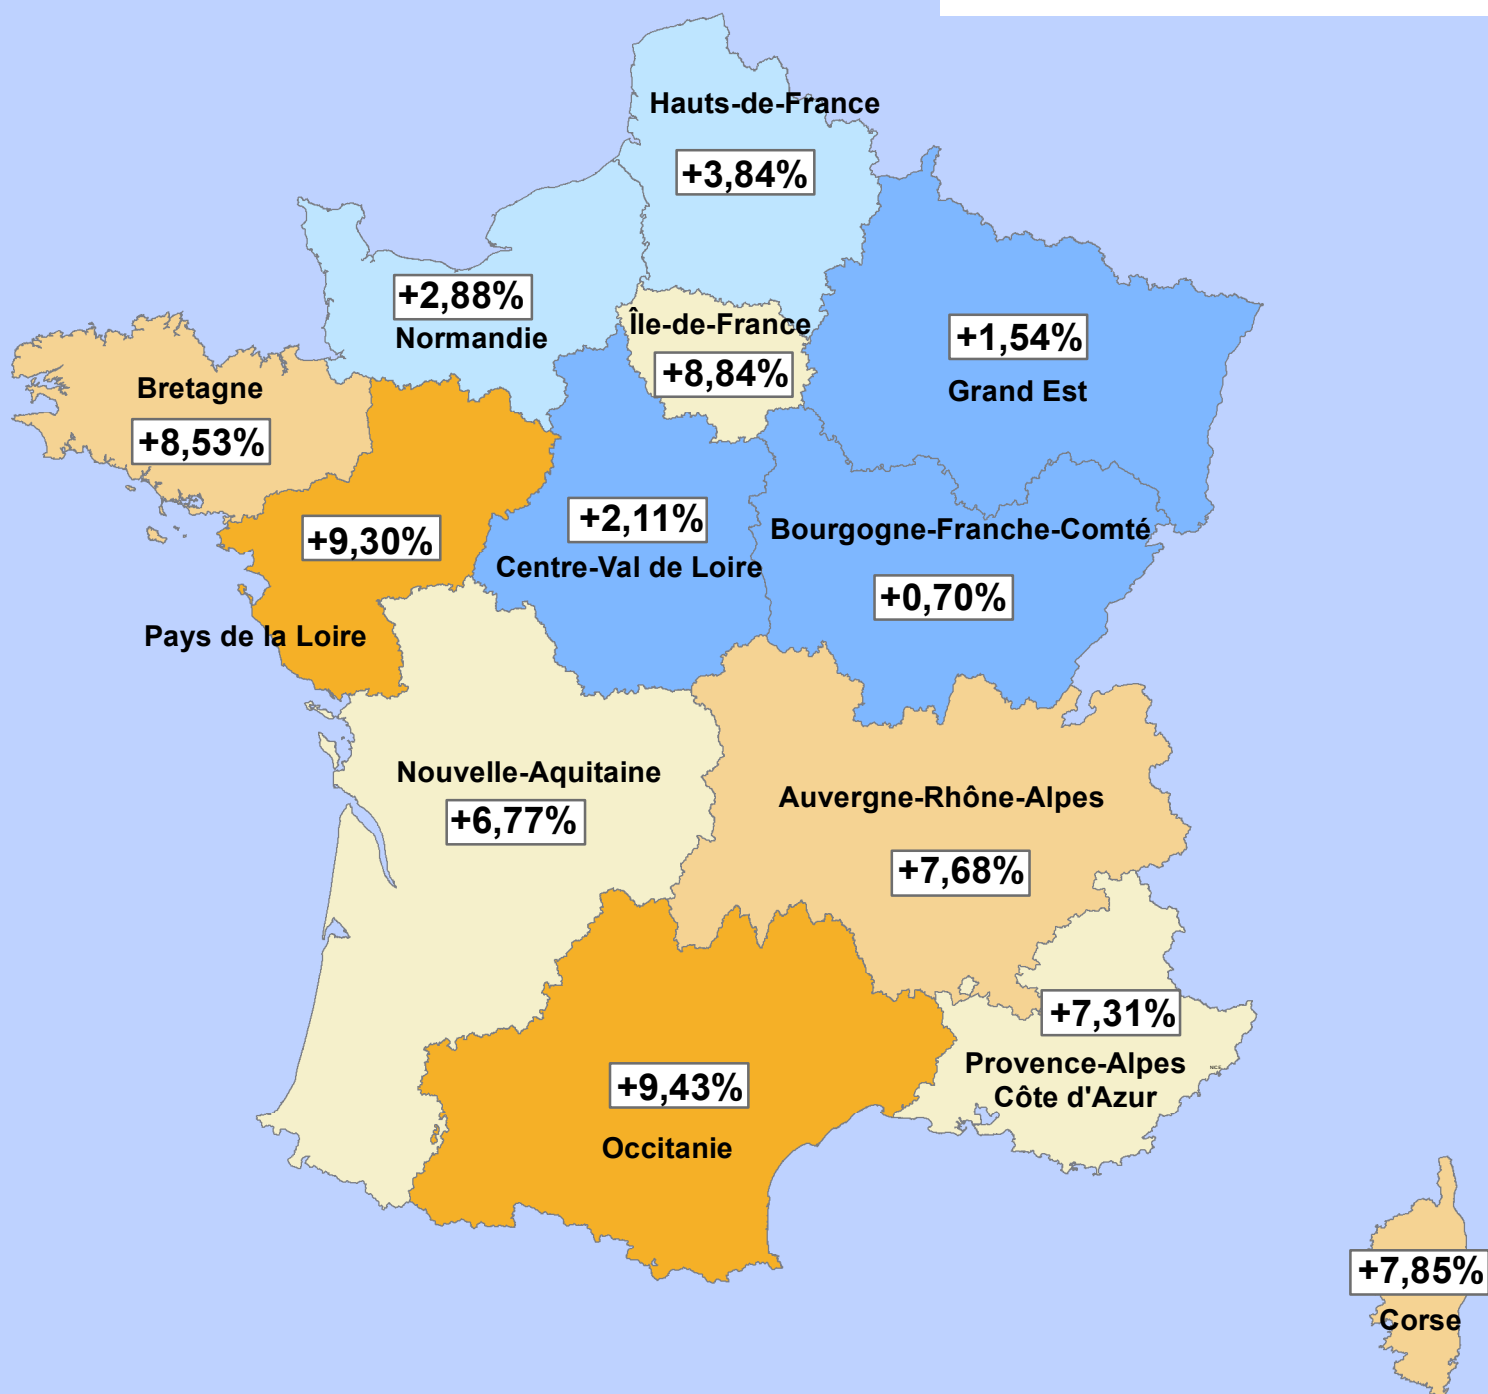 Hauts-de-France
+3,84%
+2,88%
Normandie
Île-de-France
+8,84%
+1,54%
Grand Est
Bretagne
+8,53%
+9,30%
Pays de la Loire
+2,11%
Centre-Val de Loire
Bourgogne-Franche-Comté
+0,70%
Nouvelle-Aquitaine
+6,77%
Auvergne-Rhône-Alpes
+7,68%
+7,31%
Provence-Alpes
Côte d'Azur
+9,43%
Occitanie
+7,85%
Corse